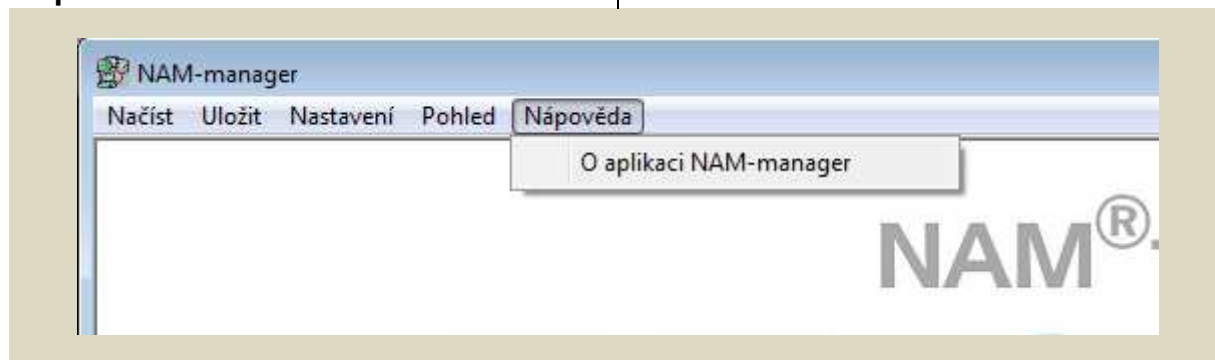 NAM-manager
Načíst Uložit Nastavení Pohled Nápověda
O aplikaci NAM-manager
NAM®